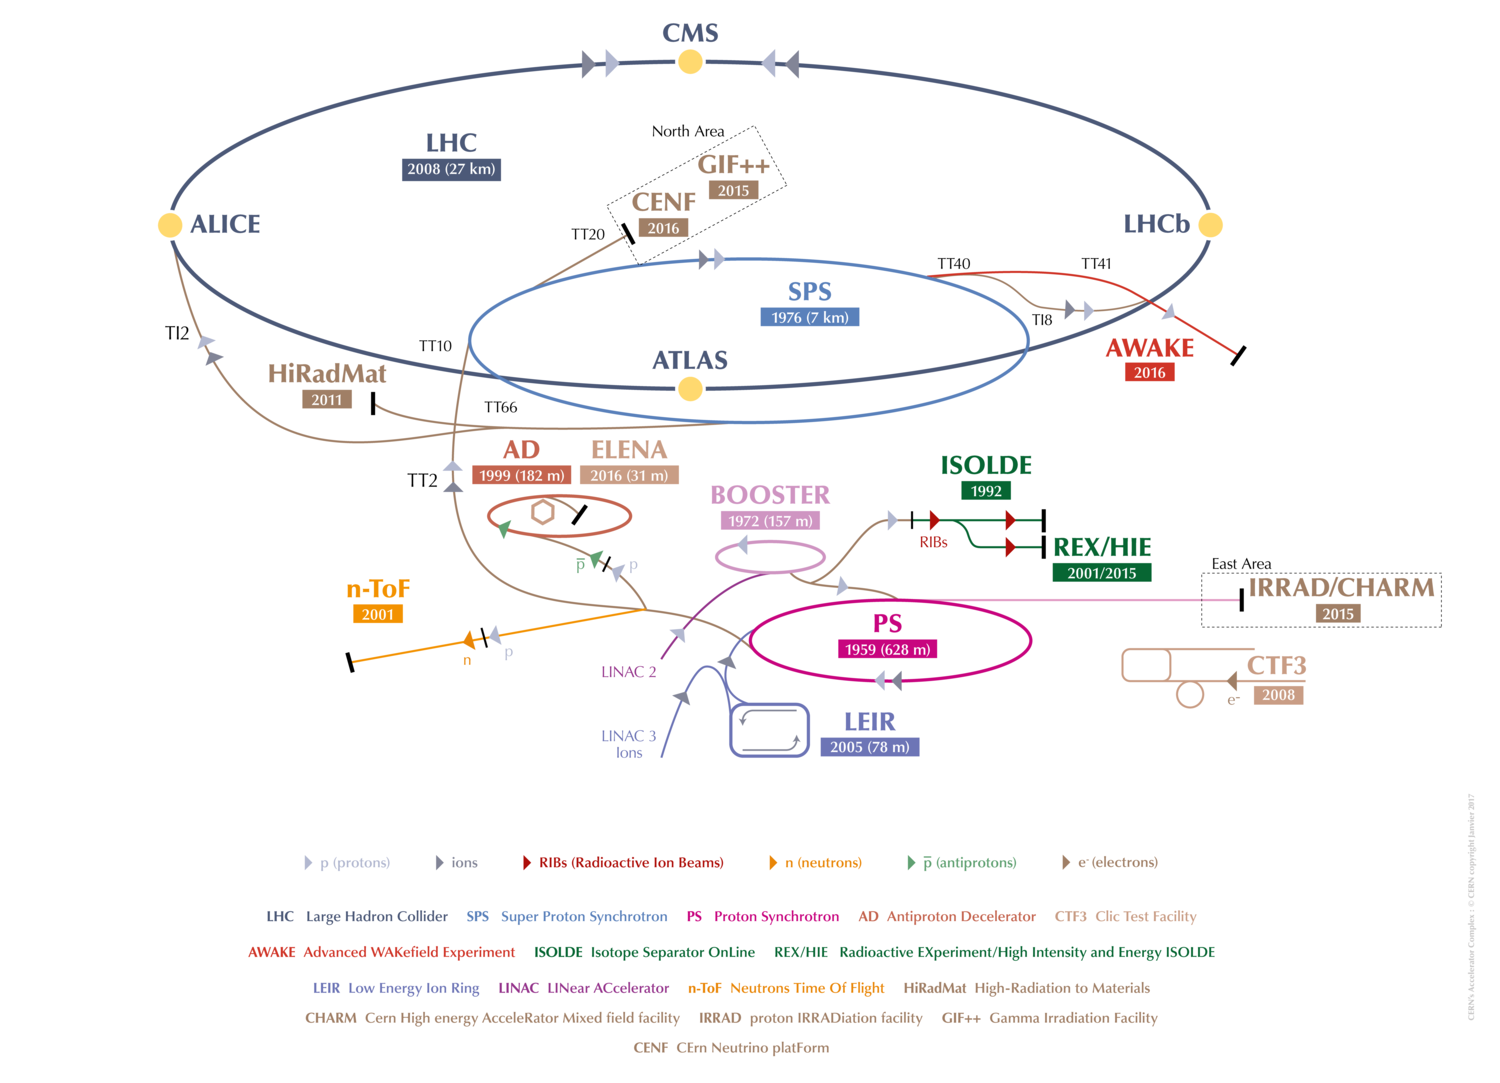 CMS
North Area
LHC
2008 (27 km)
GIF++
2015
CENF
2016
TT20
ALICE
LHCb
TT40
TT41
SPS
1976 (7 km)
TI2
TI8
TT10
ATLAS
AWAKE
2016
HiRadMat
2011
TT66
AD
1999 (182 m)
ELENA
2016 (31 m)
TT2
ISOLDE
1992
BOOSTER
1972 (157 m)
RIBs
REX/HIE
2001/2015
p̅
p
East Area
IRRAD/CHARM
2015
n-ToF
2001
PS
1959 (628 m)
n
p
LINAC 2
CTF3
2008
e-
LEIR
2005 (78 m)
LINAC 3
Ions
p (protons)
ions
RIBs (Radioactive Ion Beams)
n (neutrons)
p̅ (antiprotons)
e- (electrons)
LHC Large Hadron Collider SPS Super Proton Synchrotron PS Proton Synchrotron AD Antiproton Decelerator CTF3 Clic Test Facility
AWAKE Advanced WAKefield Experiment ISOLDE Isotope Separator OnLine REX/HIE Radioactive EXperiment/High Intensity and Energy ISOLDE
LEIR Low Energy Ion Ring LINAC LINear ACcelerator n-ToF Neutrons Time Of Flight HiRadMat High-Radiation to Materials
CHARM Cern High energy AcceleRator Mixed field facility IRRAD proton IRRADiation facility GIF++ Gamma Irradiation Facility
CENF CErn Neutrino platForm
CERN's Accelerator Complex | © CERN copyright Janvier 2017